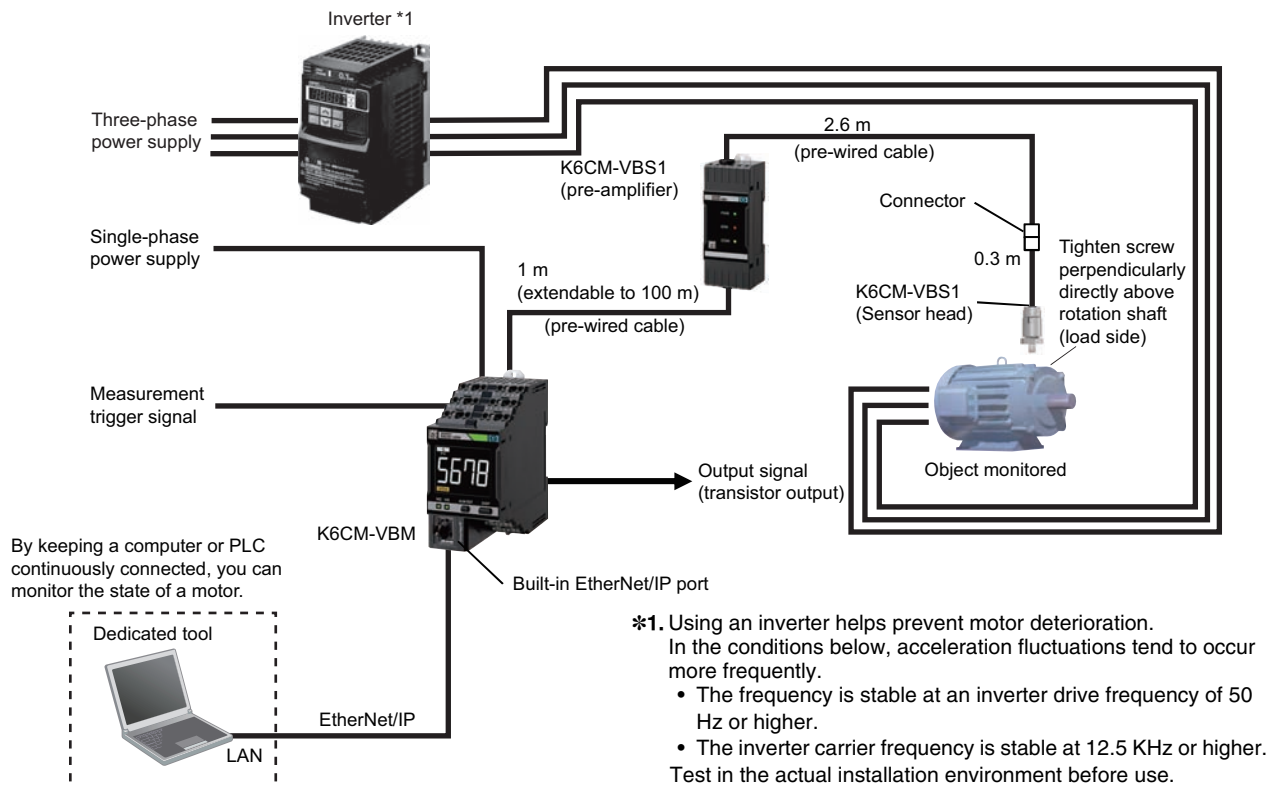 Inverter *1
Three-phase
power supply
2.6 m
(pre-wired cable)
K6CM-VBS1
(pre-amplifier)
Connector
Single-phase
power supply
0.3 m
Tighten screw
perpendicularly
directly above
rotation shaft
(load side)
1 m
(extendable to 100 m)
(pre-wired cable)
K6CM-VBS1
(Sensor head)
Measurement
trigger signal
5678
Output signal
(transistor output)
Object monitored
K6CM-VBM
By keeping a computer or PLC
continuously connected, you can
monitor the state of a motor.
Built-in EtherNet/IP port
Dedicated tool
EtherNet/IP
LAN
*1. Using an inverter helps prevent motor deterioration.
In the conditions below, acceleration fluctuations tend to occur
more frequently.
• The frequency is stable at an inverter drive frequency of 50
Hz or higher.
• The inverter carrier frequency is stable at 12.5 KHz or higher.
Test in the actual installation environment before use.